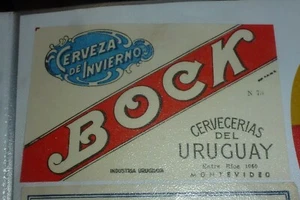 CERVEZA
DE INVIERNO
BOCK
CERVECERIAS
DEL
URUGUAY
MONTEVIDEO
INDUSTRIA URUGUAYA